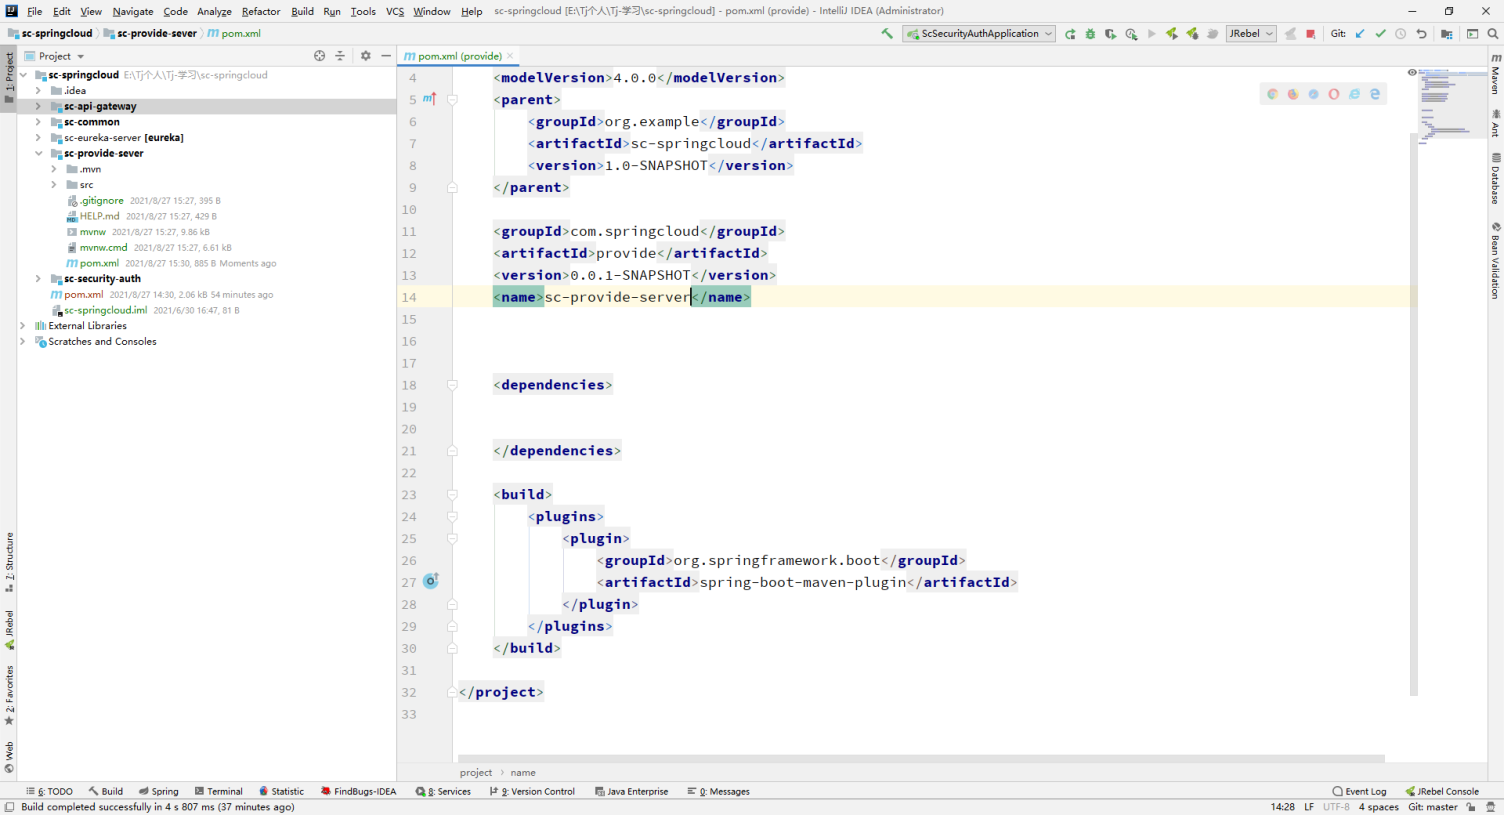 File Edit View Navigate Code Analyze Refactor Build Run Tools VCS Window Help sc-springcloud [E:\Tj个人\Tj-学习\sc-springcloud] - pom.xml (provide) - IntelliJ IDEA (Administrator)
sc-springcloud sc-provide-sever pom.xml ScSecurityAuthApplication JRebel Git:
Project pom.xml (provide)
1: Project
sc-springcloud E:\Tj个人\Tj-学习\sc-springcloud
.idea
sc-api-gateway
sc-common
sc-eureka-server [eureka]
sc-provide-sever
.mvn
src
.gitignore 2021/8/27 15:27, 395 B
HELP.md 2021/8/27 15:27, 429 B
mvnw 2021/8/27 15:27, 9.86 kB
mvnw.cmd 2021/8/27 15:27, 6.61 kB
pom.xml 2021/8/27 15:30, 885 B Moments ago
sc-security-auth
pom.xml 2021/8/27 14:30, 2.06 kB 54 minutes ago
sc-springcloud.iml 2021/6/30 16:47, 81 B
External Libraries
Scratches and Consoles
7: Structure
JRebel
2: Favorites
Web
4 <modelVersion>4.0.0</modelVersion>
5 <parent>
6 <groupId>org.example</groupId>
7 <artifactId>sc-springcloud</artifactId>
8 <version>1.0-SNAPSHOT</version>
9 </parent>
10
11 <groupId>com.springcloud</groupId>
12 <artifactId>provide</artifactId>
13 <version>0.0.1-SNAPSHOT</version>
14 <name>sc-provide-server</name>
15
16
17
18 <dependencies>
19
20
21 </dependencies>
22
23 <build>
24 <plugins>
25 <plugin>
26 <groupId>org.springframework.boot</groupId>
27 <artifactId>spring-boot-maven-plugin</artifactId>
28 </plugin>
29 </plugins>
30 </build>
31
32 </project>
33
Maven
Ant
Database
Bean Validation
project name
6: TODO Build Spring Terminal Statistic FindBugs-IDEA 8: Services 9: Version Control Java Enterprise 0: Messages Event Log JRebel Console
Build completed successfully in 4 s 807 ms (37 minutes ago) 14:28 LF UTF-8 4 spaces Git: master